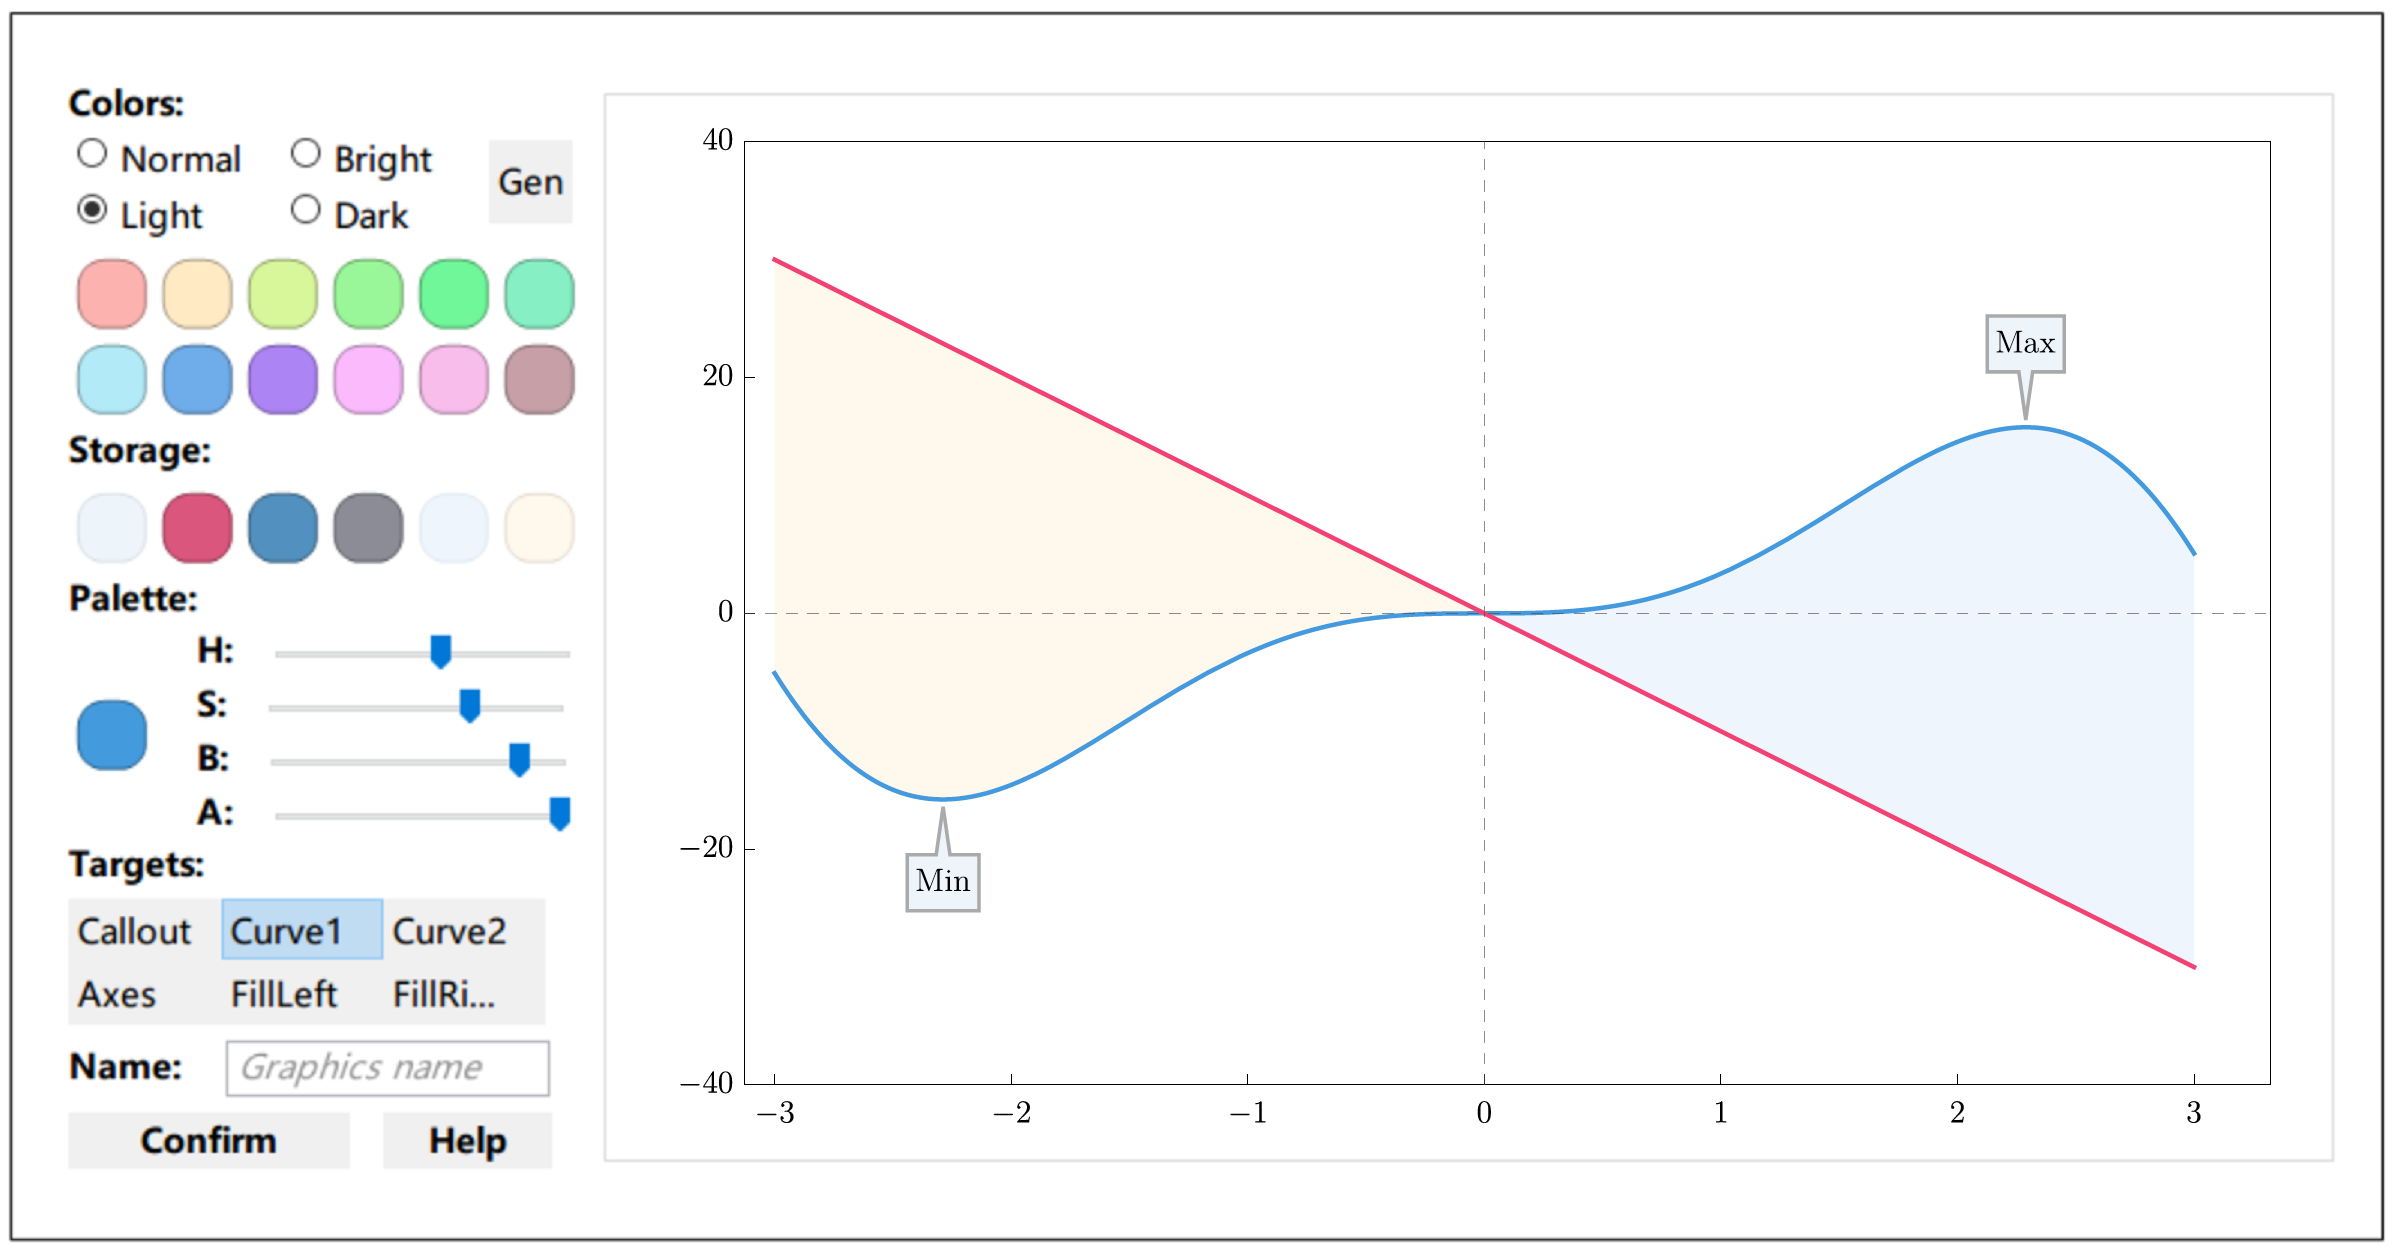 Colors:
Normal
Bright
Gen
Light
Dark
Storage:
Palette:
H:
S:
B:
A:
Targets:
Callout
Curve1
Curve2
Axes
FillLeft
FillRi...
Name:
Graphics name
Confirm
Help
40
20
0
−20
−40
Max
Min
−3
−2
−1
0
1
2
3